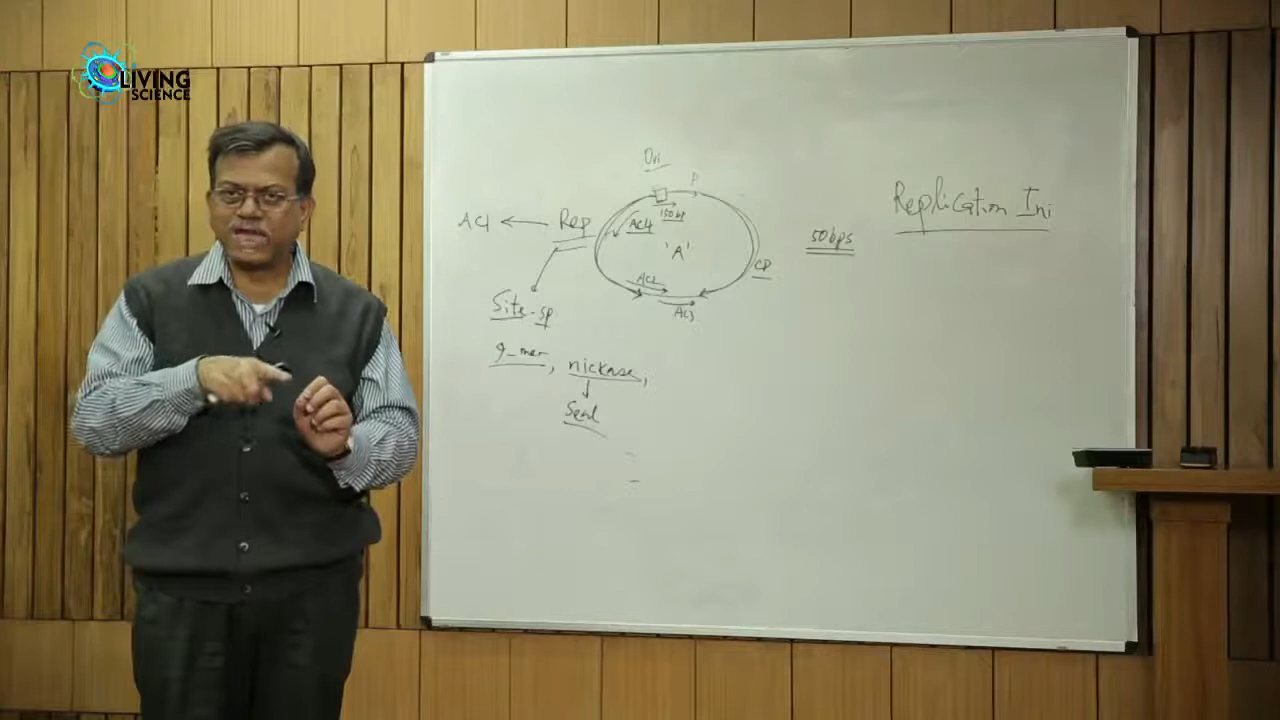 LIVING
SCIENCE
Ori
P
AC1 ← Rep
AC4
150bp
'A'
CP
AC2
AC3
50bps
Replication Ini
Site-sp
9-mer, nickase,
↓
Seal